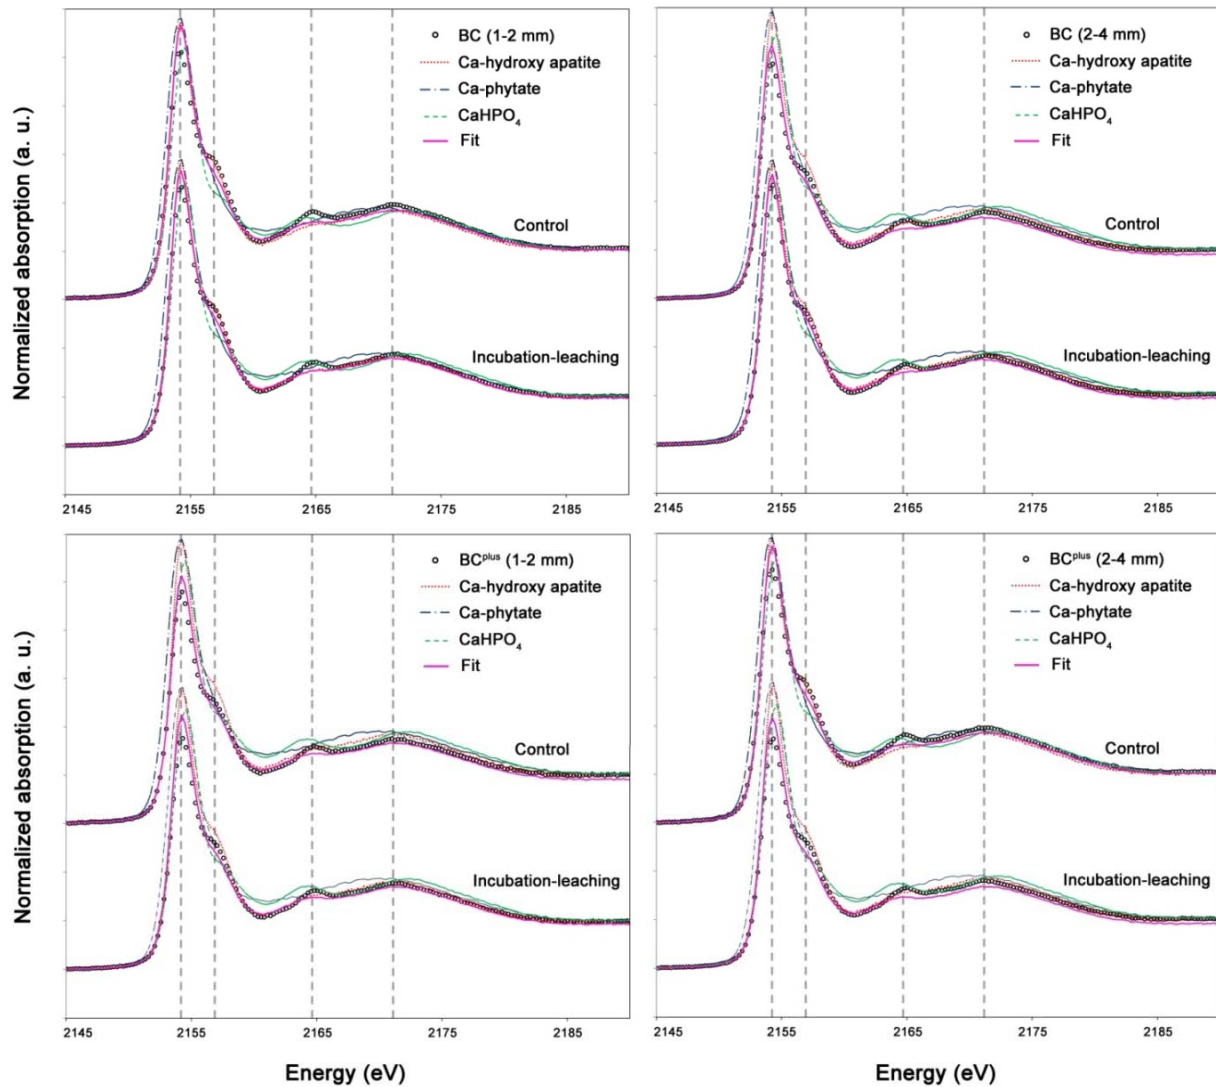 Normalized absorption (a. u.)
BC (1-2 mm)
Ca-hydroxy apatite
Ca-phytate
CaHPO₄
Fit
Control
Incubation-leaching
2145 2155 2165 2175 2185
BC (2-4 mm)
Ca-hydroxy apatite
Ca-phytate
CaHPO₄
Fit
Control
Incubation-leaching
2145 2155 2165 2175 2185
Normalized absorption (a. u.)
BCᵖˡᵘˢ (1-2 mm)
Ca-hydroxy apatite
Ca-phytate
CaHPO₄
Fit
Control
Incubation-leaching
2145 2155 2165 2175 2185
Energy (eV)
BCᵖˡᵘˢ (2-4 mm)
Ca-hydroxy apatite
Ca-phytate
CaHPO₄
Fit
Control
Incubation-leaching
2145 2155 2165 2175 2185
Energy (eV)